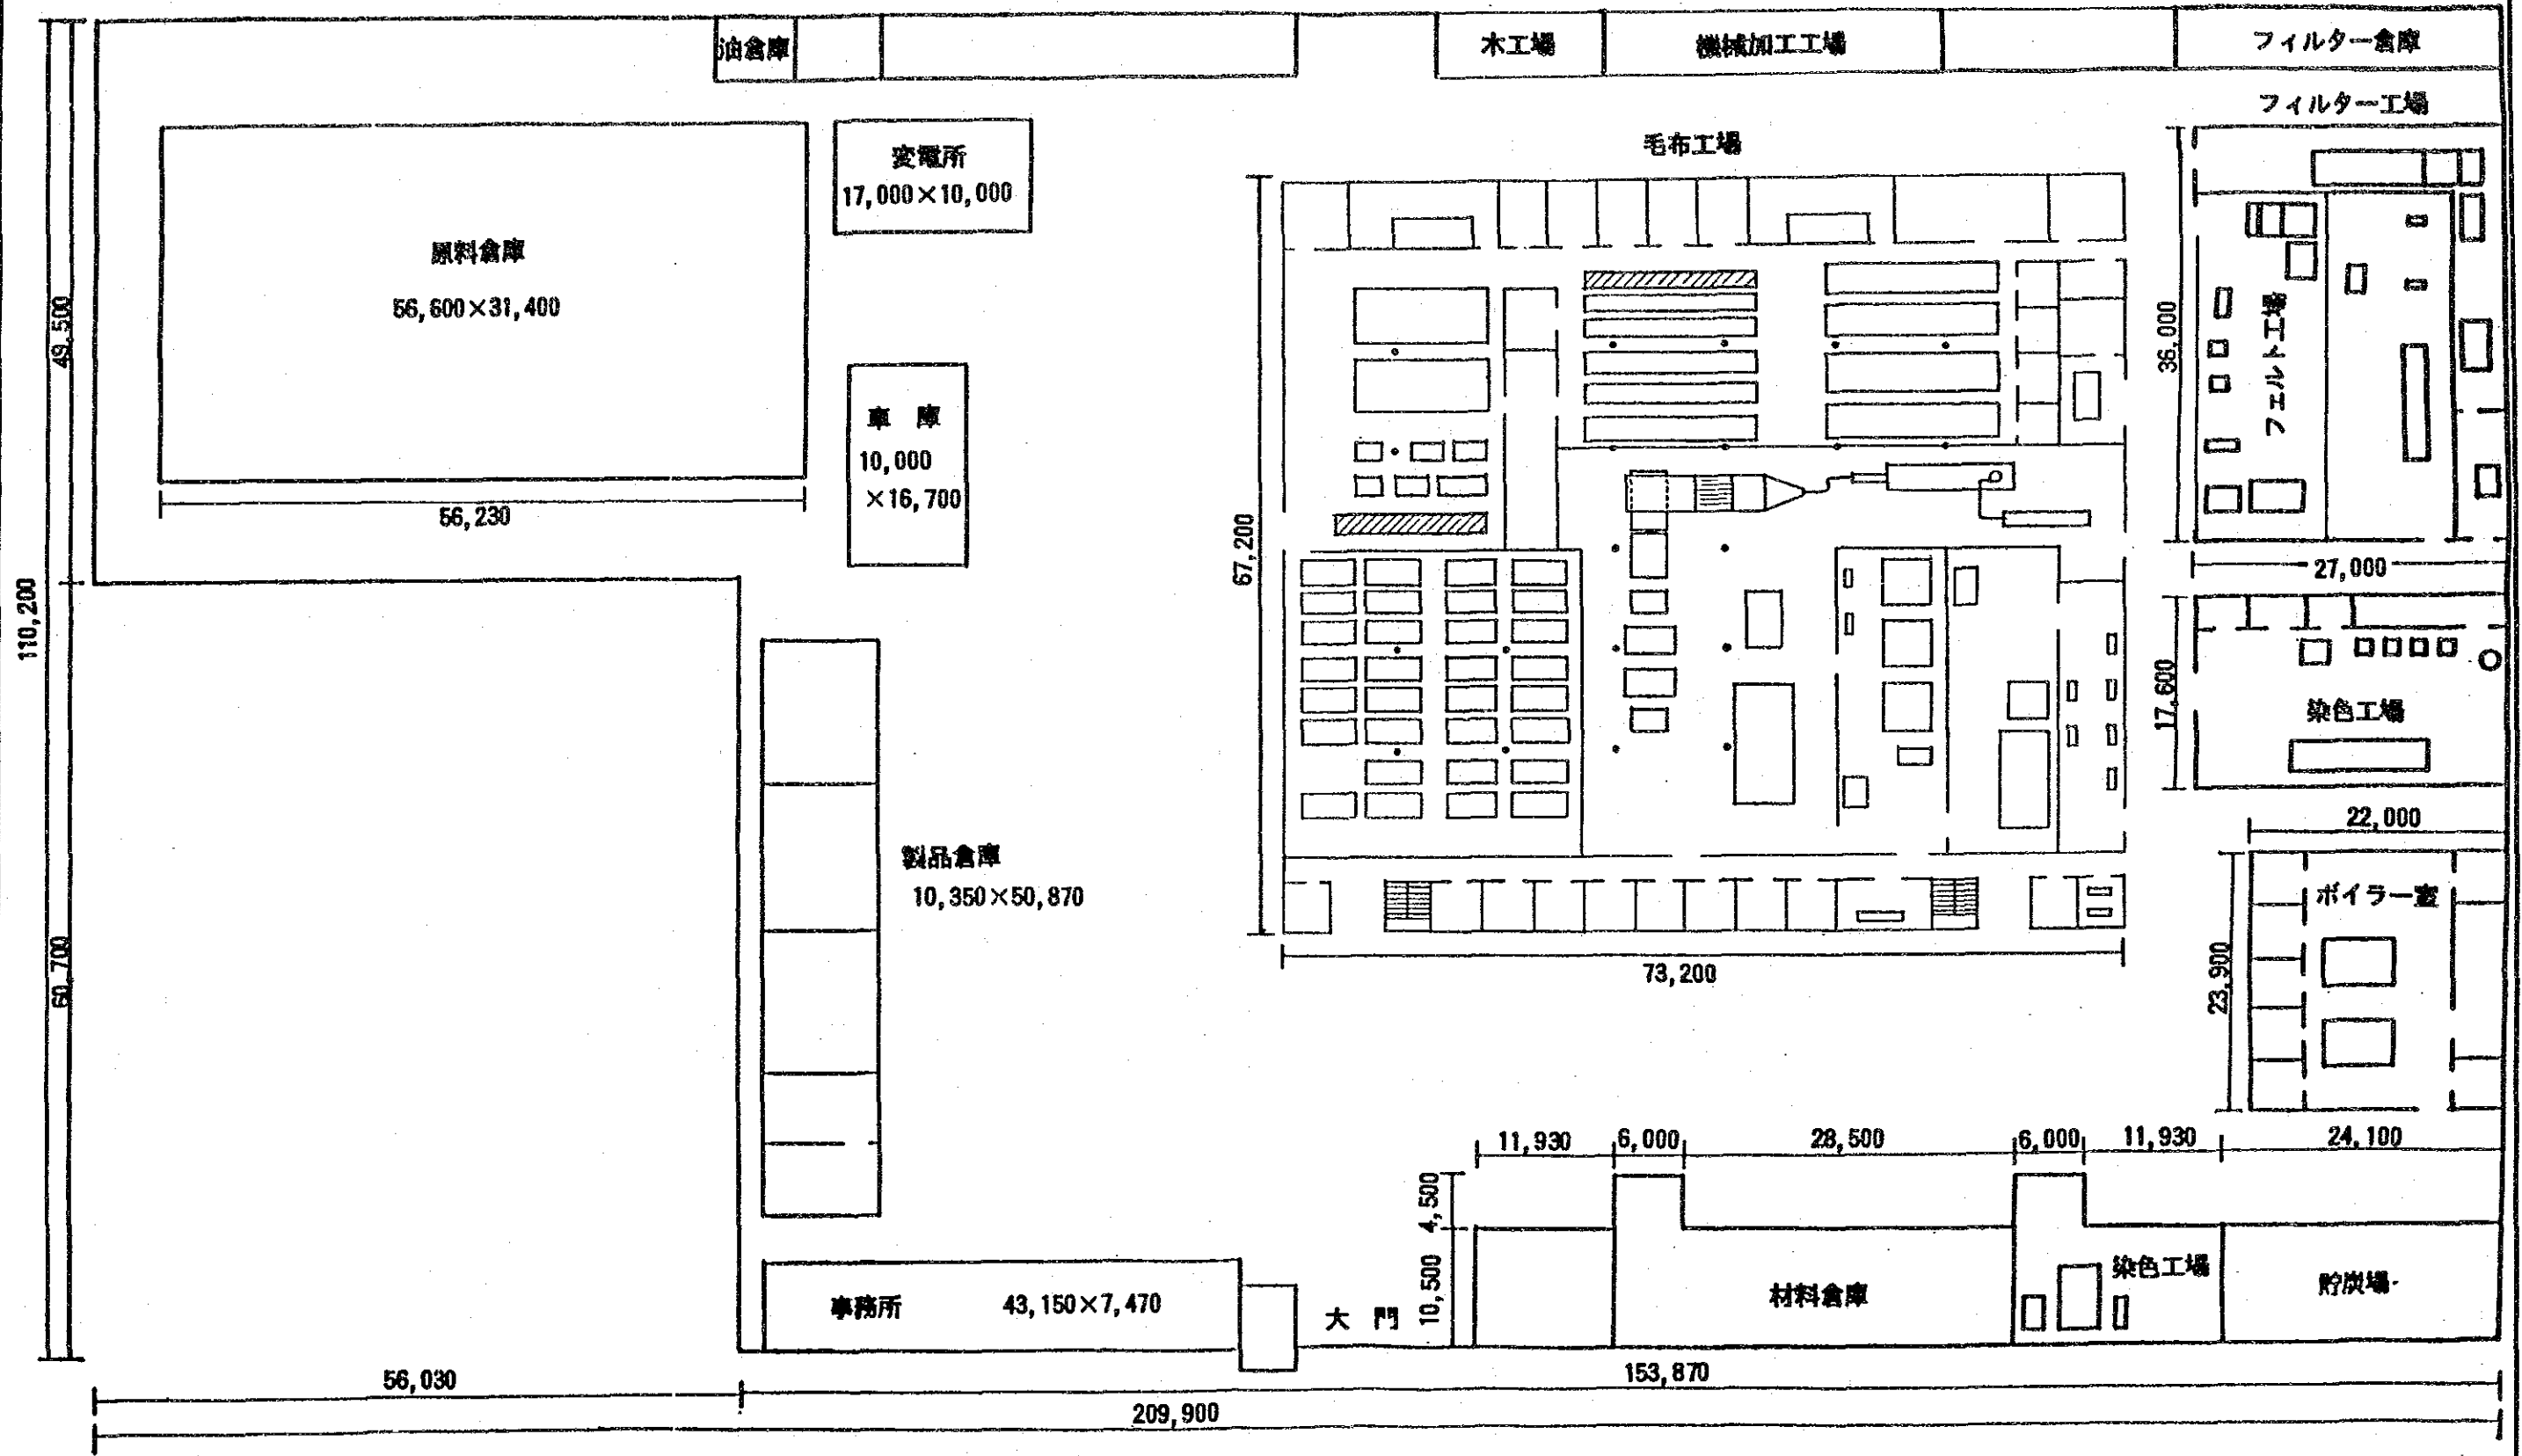 油倉庫
木工場
機械加工工場
フィルター倉庫
フィルター工場
毛布工場
変電所
17,000×10,000
原料倉庫
56,600×31,400
49,500
車 庫
10,000
×16,700
56,230
36,000
フェルト工場
67,200
27,000
110,200
17,600
染色工場
22,000
製品倉庫
10,350×50,870
ボイラー室
60,700
73,200
23,900
11,930
6,000
28,500
6,000
11,930
24,100
4,500
10,500
事務所
43,150×7,470
大 門
材料倉庫
染色工場
貯炭場
56,030
153,870
209,900